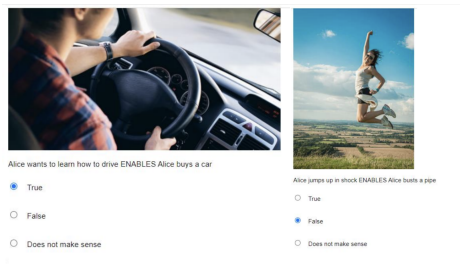 Alice wants to learn how to drive ENABLES Alice buys a car
True
False
Does not make sense
Alice jumps up in shock ENABLES Alice busts a pipe
True
False
Does not make sense